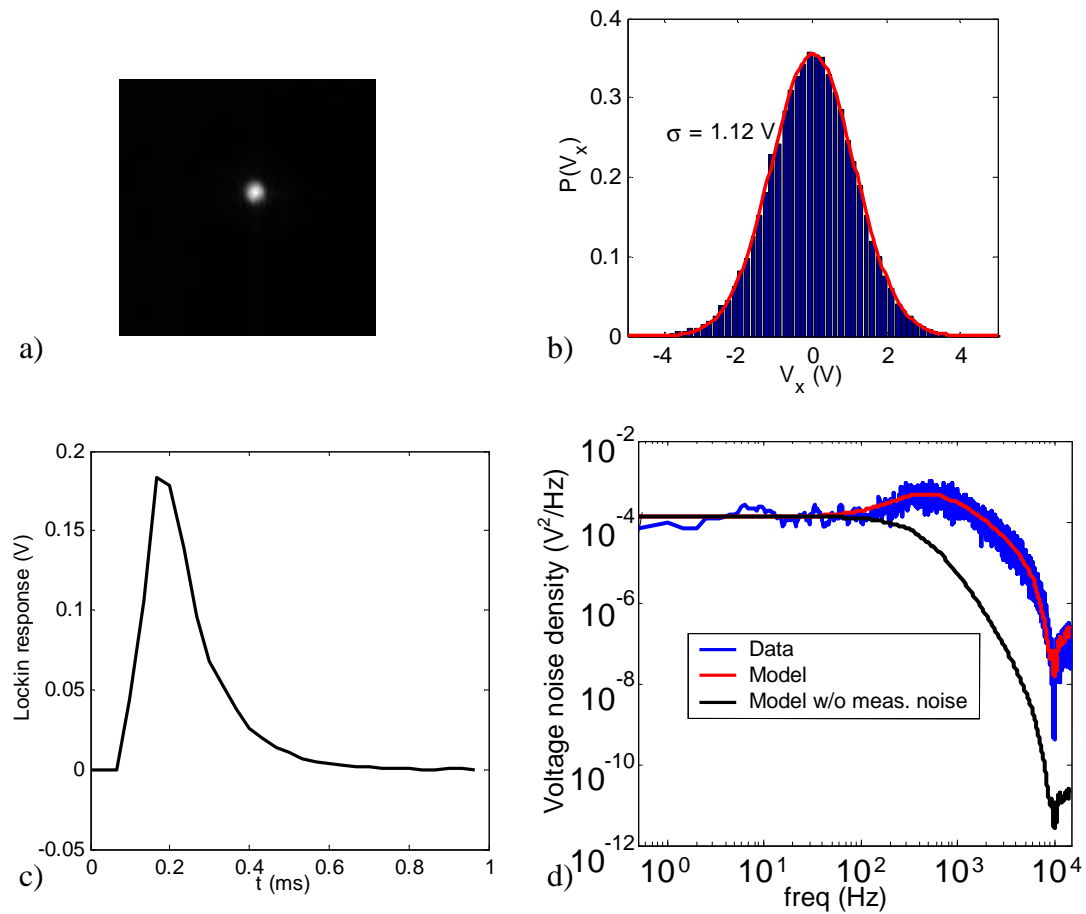 a)
0.4
0.3
0.2
0.1
0
P(V_x)
σ = 1.12 V
-4 -2 0 2 4
V_x (V)
b)
0.2
0.15
0.1
0.05
0
-0.05
Lockin response (V)
0 0.2 0.4 0.6 0.8 1
t (ms)
c)
10^-2
10^-4
10^-6
10^-8
10^-10
10^-12
Voltage noise density (V^2/Hz)
Data
Model
Model w/o meas. noise
10^0 10^1 10^2 10^3 10^4
freq (Hz)
d)